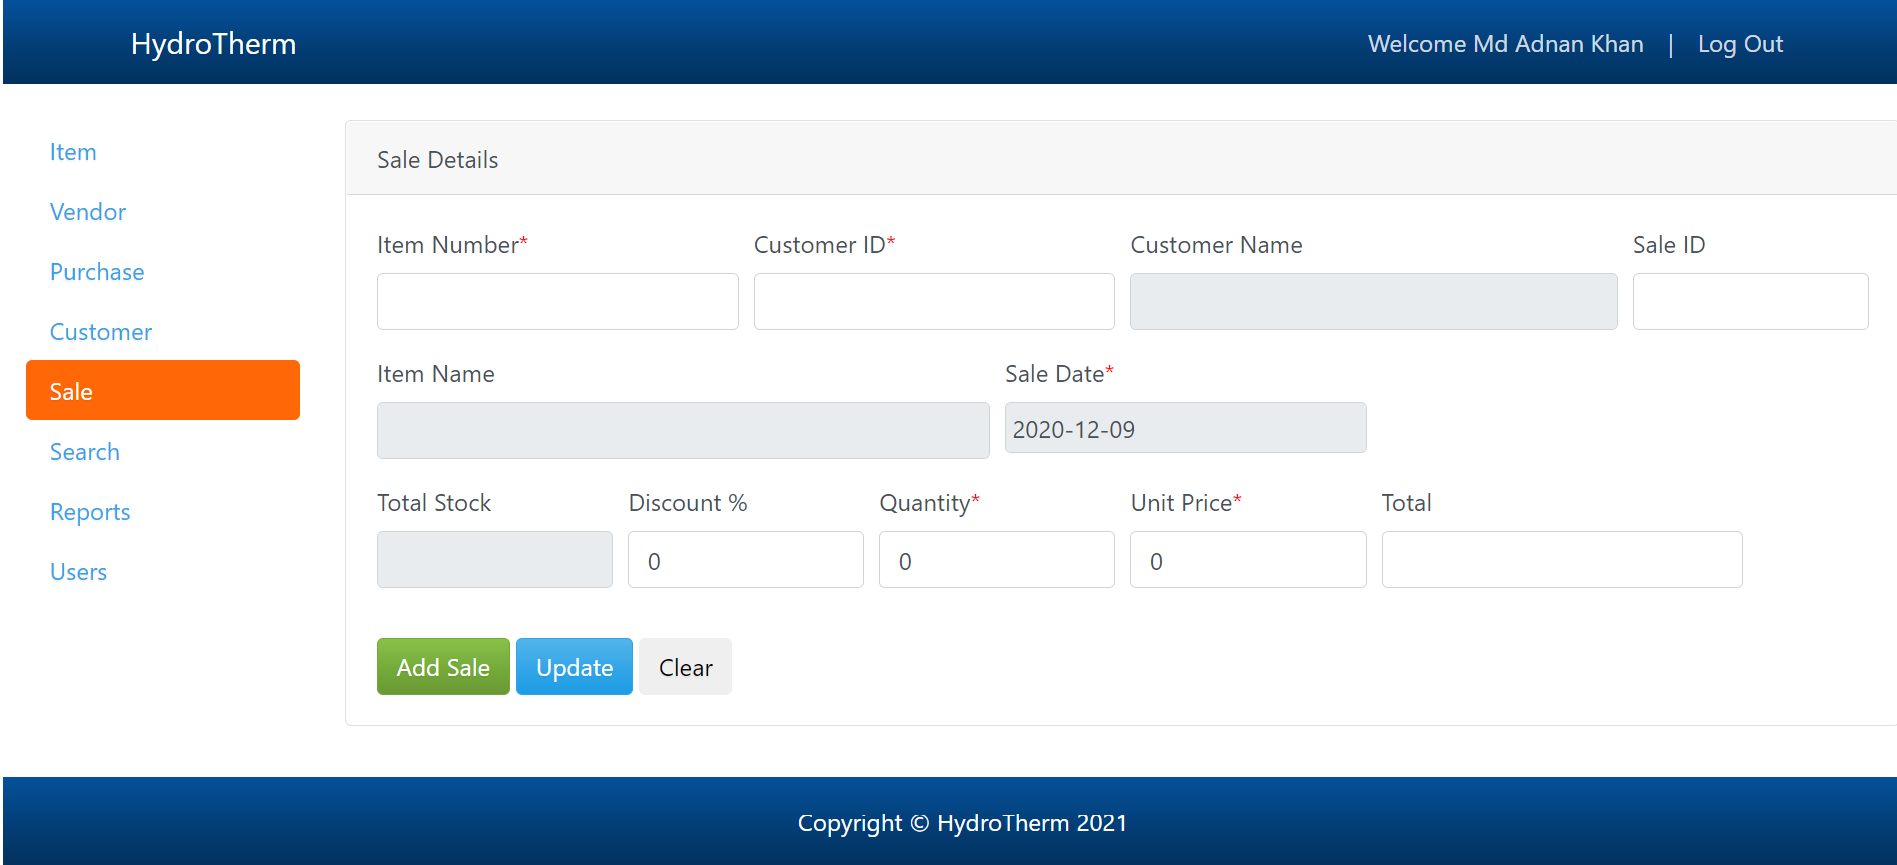 HydroTherm
Welcome Md Adnan Khan | Log Out
Item
Vendor
Purchase
Customer
Sale
Search
Reports
Users
Sale Details
Item Number* Customer ID* Customer Name Sale ID
Item Name Sale Date*
2020-12-09
Total Stock Discount % Quantity* Unit Price* Total
0 0 0
Add Sale Update Clear
Copyright © HydroTherm 2021